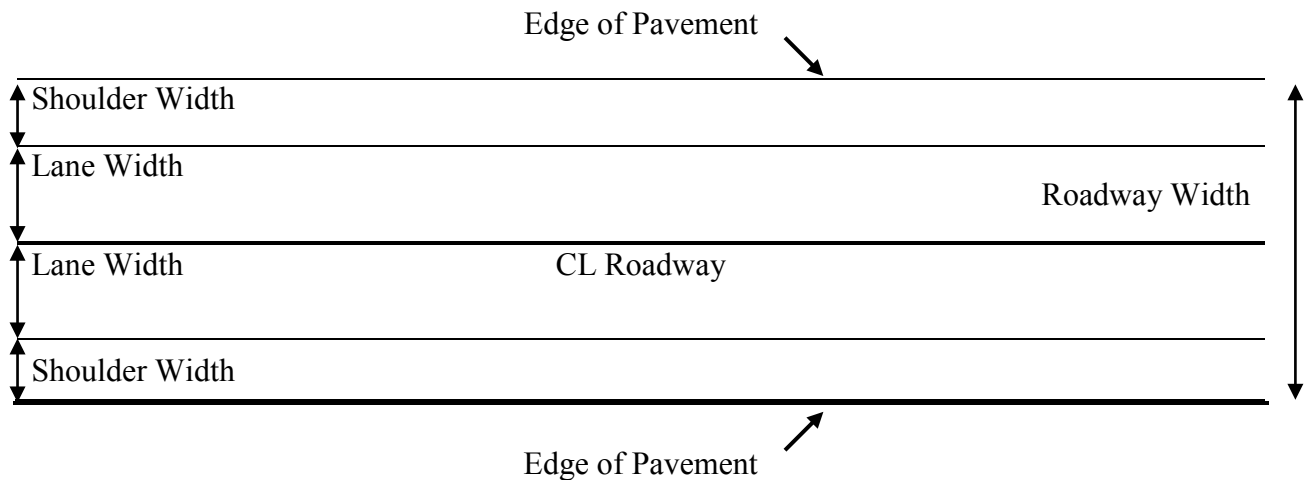 Edge of Pavement
Shoulder Width
Lane Width
Roadway Width
Lane Width
CL Roadway
Shoulder Width
Edge of Pavement